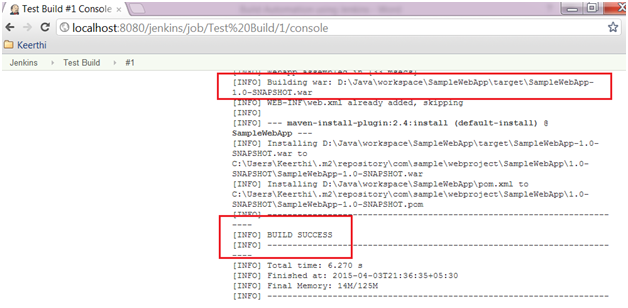 Test Build #1 Console
localhost:8080/jenkins/job/Test%20Build/1/console
Keerthi
Jenkins Test Build #1
[INFO] Webapp assembled in
[INFO] Building war: D:\Java\workspace\SampleWebApp\target\SampleWebApp-
1.0-SNAPSHOT.war
[INFO] WEB-INF\web.xml already added, skipping
[INFO]
[INFO] --- maven-install-plugin:2.4:install (default-install) @
SampleWebApp ---
[INFO] Installing D:\Java\workspace\SampleWebApp\target\SampleWebApp-1.0-
SNAPSHOT.war to
C:\Users\Keerthi\.m2\repository\com\sample\webproject\SampleWebApp\1.0-
SNAPSHOT\SampleWebApp-1.0-SNAPSHOT.war
[INFO] Installing D:\Java\workspace\SampleWebApp\pom.xml to
C:\Users\Keerthi\.m2\repository\com\sample\webproject\SampleWebApp\1.0-
SNAPSHOT\SampleWebApp-1.0-SNAPSHOT.pom
[INFO] ------------------------------------------------------------------------
----
[INFO] BUILD SUCCESS
[INFO] ------------------------------------------------------------------------
----
[INFO] Total time: 6.270 s
[INFO] Finished at: 2015-04-03T21:36:35+05:30
[INFO] Final Memory: 14M/125M
[INFO] ------------------------------------------------------------------------